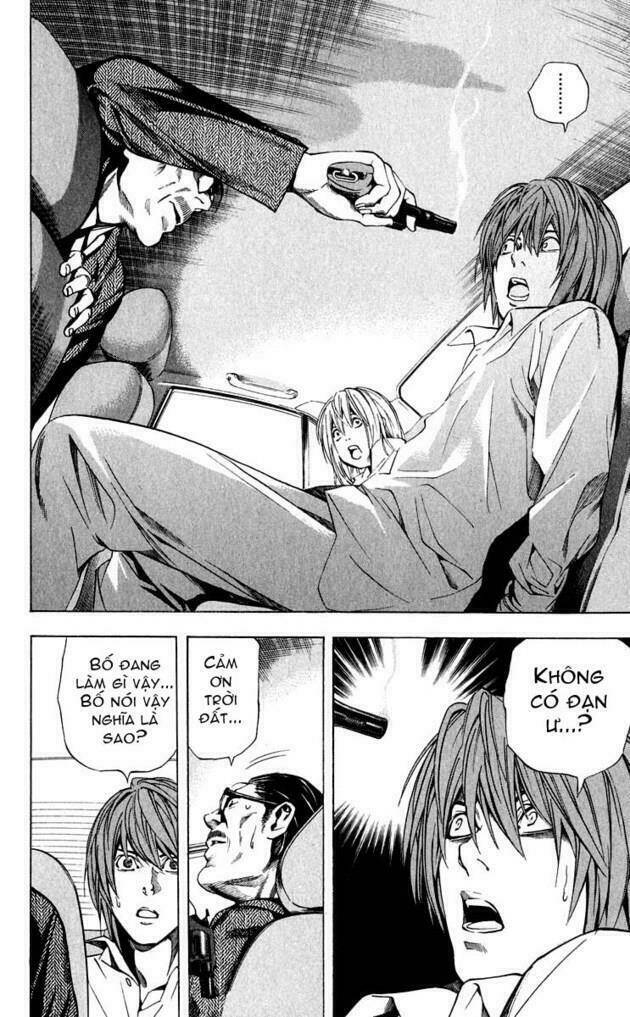 .......
KHÔNG
CÓ ĐẠN
Ư...?
CẢM
ƠN
TRỜI
ĐẤT...
BỐ ĐANG
LÀM GÌ VẬY...
BỐ NÓI VẬY
NGHĨA LÀ
SAO?